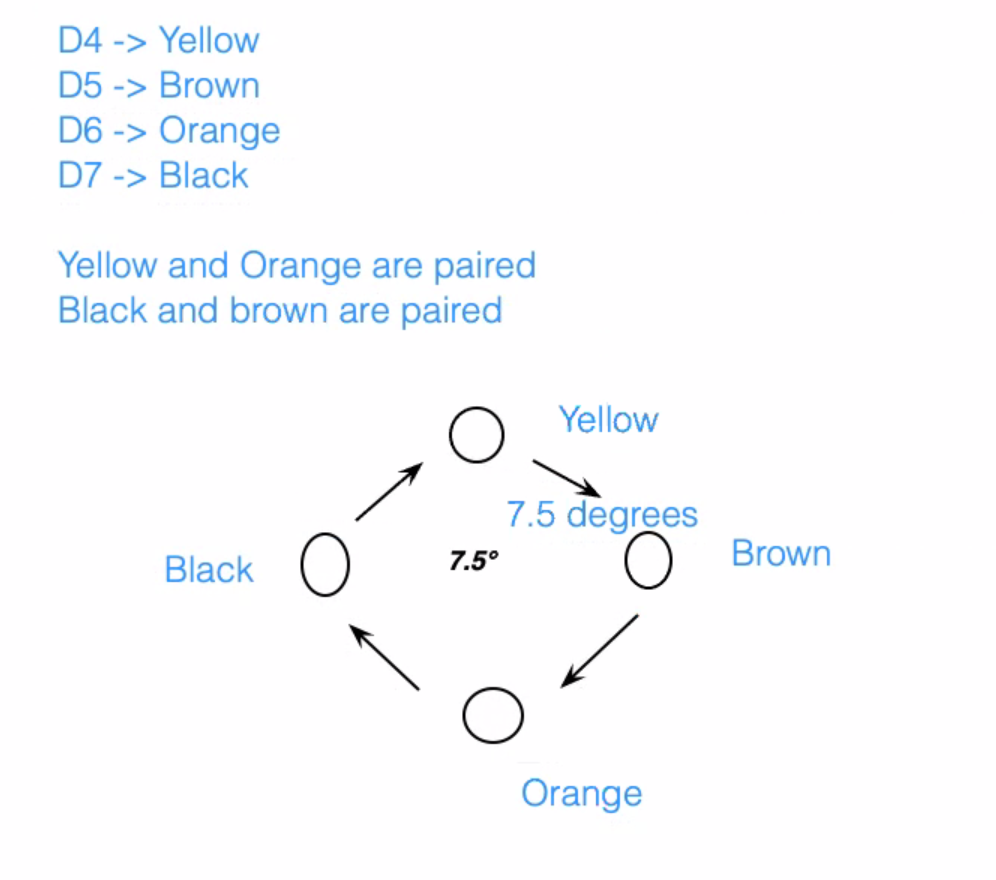 D4 -> Yellow
D5 -> Brown
D6 -> Orange
D7 -> Black
Yellow and Orange are paired
Black and brown are paired
Yellow
7.5 degrees
Black
7.5°
Brown
Orange